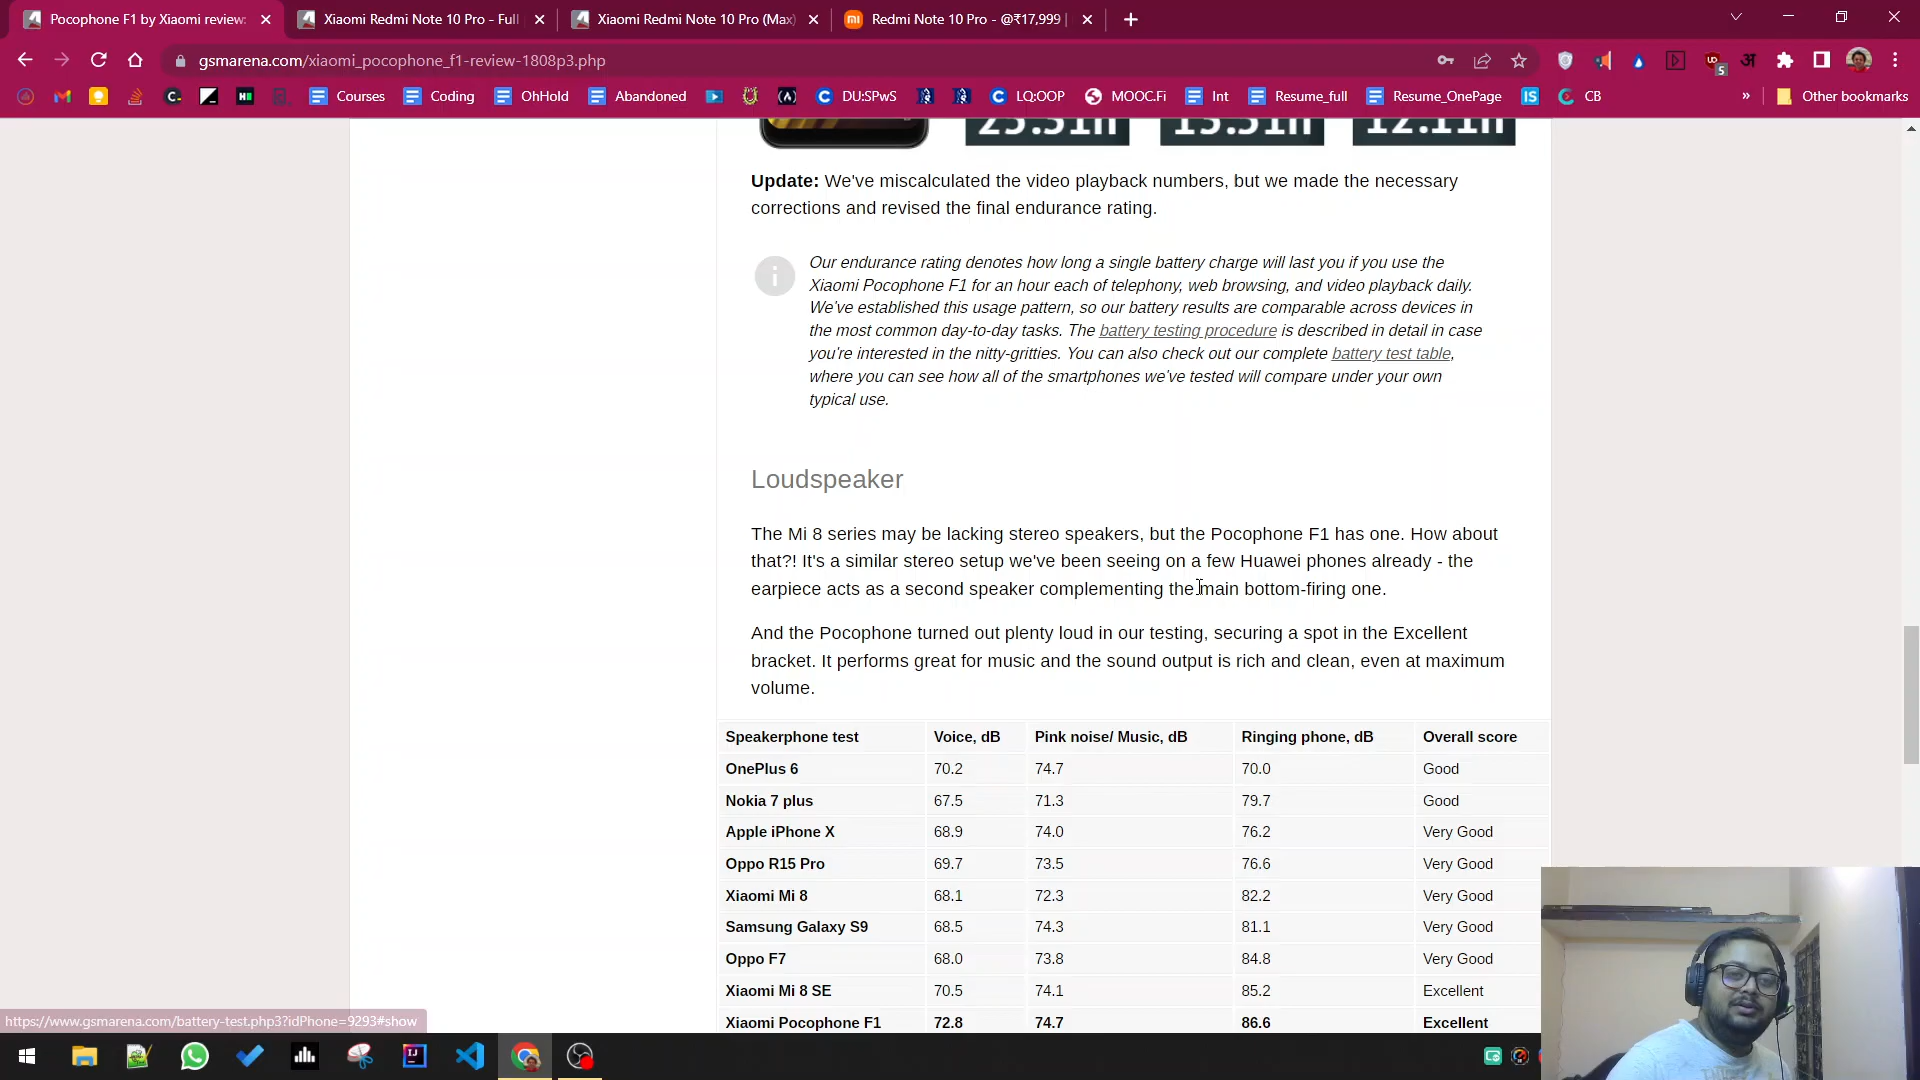 Pocophone F1 by Xiaomi review:
Xiaomi Redmi Note 10 Pro - Full
Xiaomi Redmi Note 10 Pro (Max)
Redmi Note 10 Pro - @₹17,999 |
gsmarena.com/xiaomi_pocophone_f1-review-1808p3.php
Courses
Coding
OhHold
Abandoned
DU:SPwS
LQ:OOP
MOOC.Fi
Int
Resume_full
Resume_OnePage
CB
Other bookmarks
Update: We've miscalculated the video playback numbers, but we made the necessary
corrections and revised the final endurance rating.
Our endurance rating denotes how long a single battery charge will last you if you use the
Xiaomi Pocophone F1 for an hour each of telephony, web browsing, and video playback daily.
We've established this usage pattern, so our battery results are comparable across devices in
the most common day-to-day tasks. The battery testing procedure is described in detail in case
you're interested in the nitty-gritties. You can also check out our complete battery test table,
where you can see how all of the smartphones we've tested will compare under your own
typical use.
Loudspeaker
The Mi 8 series may be lacking stereo speakers, but the Pocophone F1 has one. How about
that?! It's a similar stereo setup we've been seeing on a few Huawei phones already - the
earpiece acts as a second speaker complementing the main bottom-firing one.
And the Pocophone turned out plenty loud in our testing, securing a spot in the Excellent
bracket. It performs great for music and the sound output is rich and clean, even at maximum
volume.
Speakerphone test Voice, dB Pink noise/ Music, dB Ringing phone, dB Overall score
OnePlus 6 70.2 74.7 70.0 Good
Nokia 7 plus 67.5 71.3 79.7 Good
Apple iPhone X 68.9 74.0 76.2 Very Good
Oppo R15 Pro 69.7 73.5 76.6 Very Good
Xiaomi Mi 8 68.1 72.3 82.2 Very Good
Samsung Galaxy S9 68.5 74.3 81.1 Very Good
Oppo F7 68.0 73.8 84.8 Very Good
Xiaomi Mi 8 SE 70.5 74.1 85.2 Excellent
Xiaomi Pocophone F1 72.8 74.7 86.6 Excellent
https://www.gsmarena.com/battery-test.php3?idPhone=9293#show